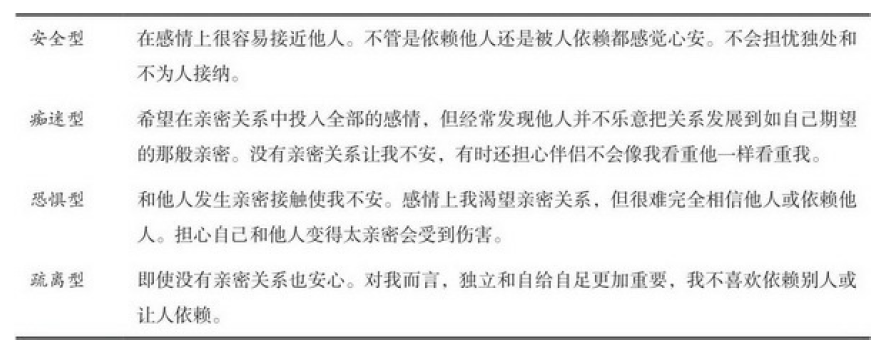 安全型 在感情上很容易接近他人。不管是依赖他人还是被人依赖都感觉心安。不会担忧独处和
不为人接纳。
痴迷型 希望在亲密关系中投入全部的感情，但经常发现他人并不乐意把关系发展到如自己期望
的那般亲密。没有亲密关系让我不安，有时还担心伴侣不会像我看重他一样看重我。
恐惧型 和他人发生亲密接触使我不安。感情上我渴望亲密关系，但很难完全相信他人或依赖他
人。担心自己和他人变得太亲密会受到伤害。
疏离型 即使没有亲密关系也安心。对我而言，独立和自给自足更加重要，我不喜欢依赖别人或
让人依赖。